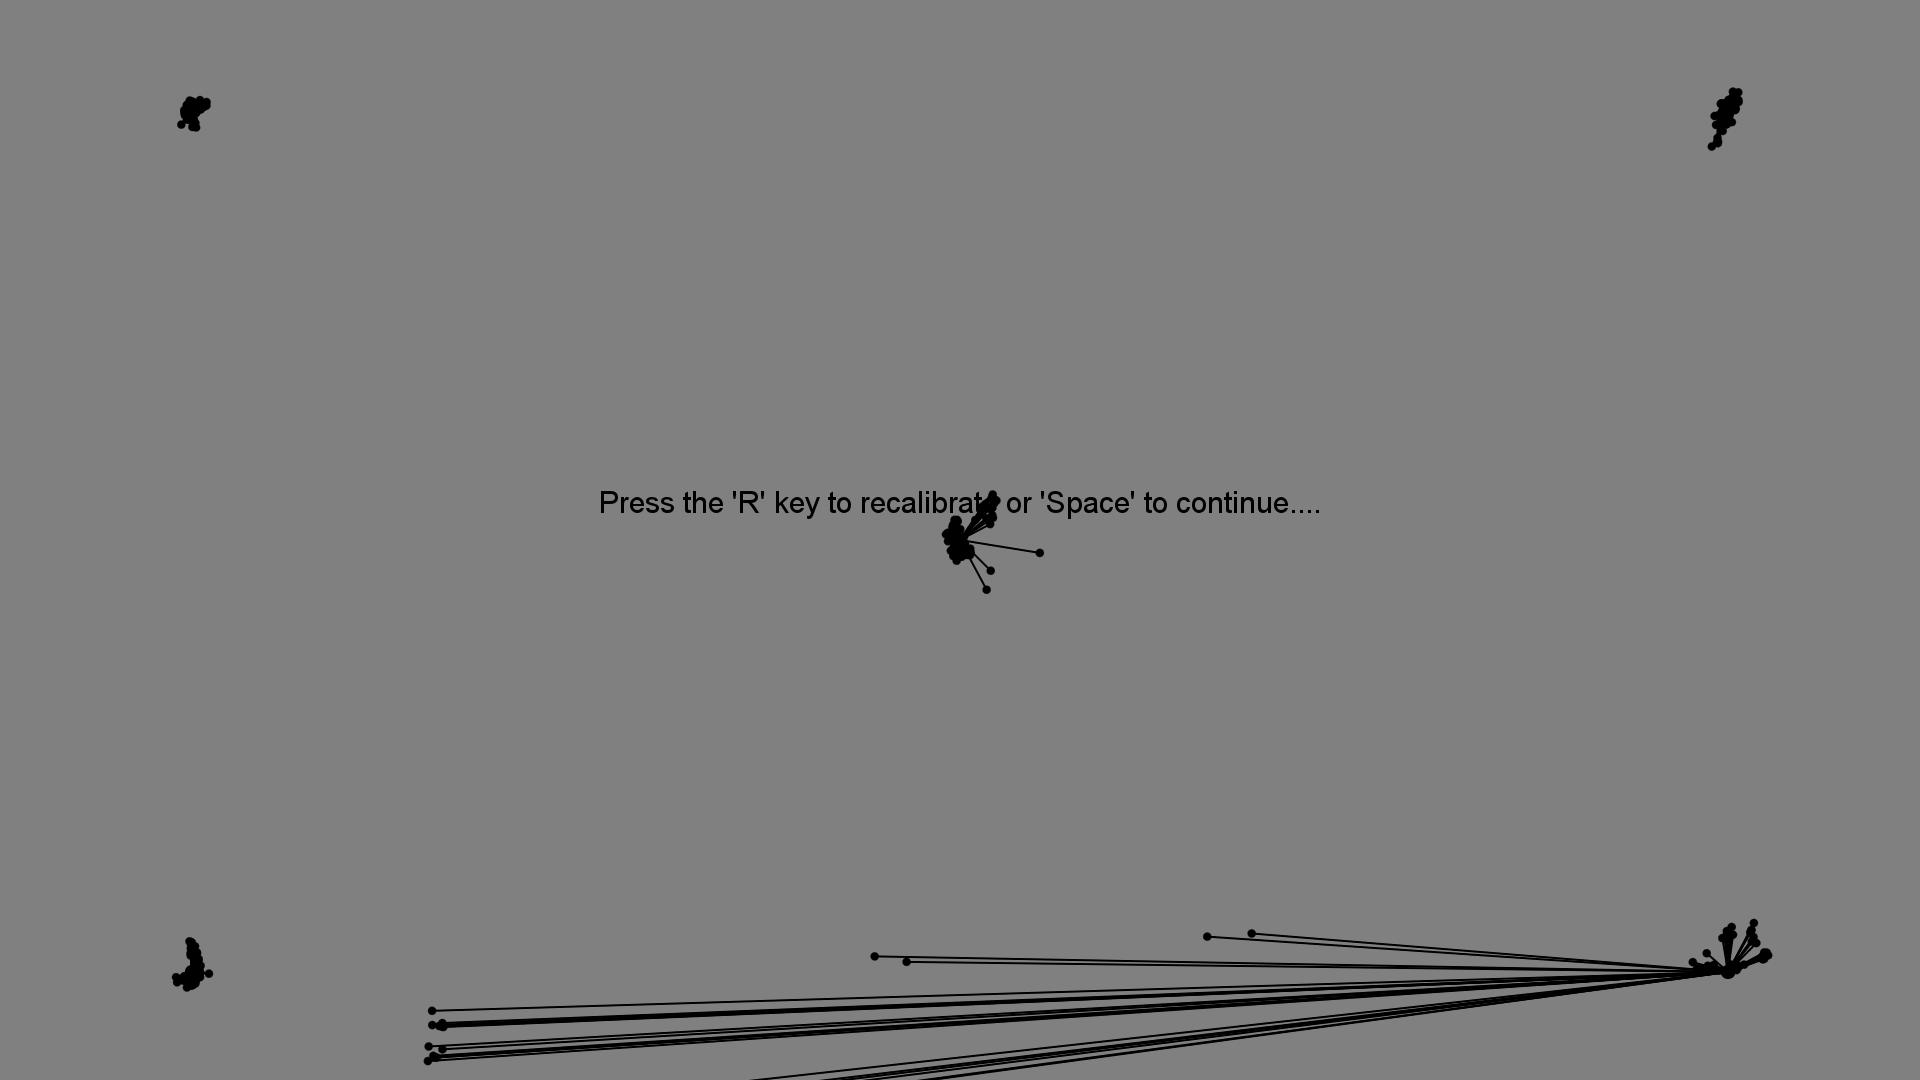 Press the 'R' key to recalibrate or 'Space' to continue....